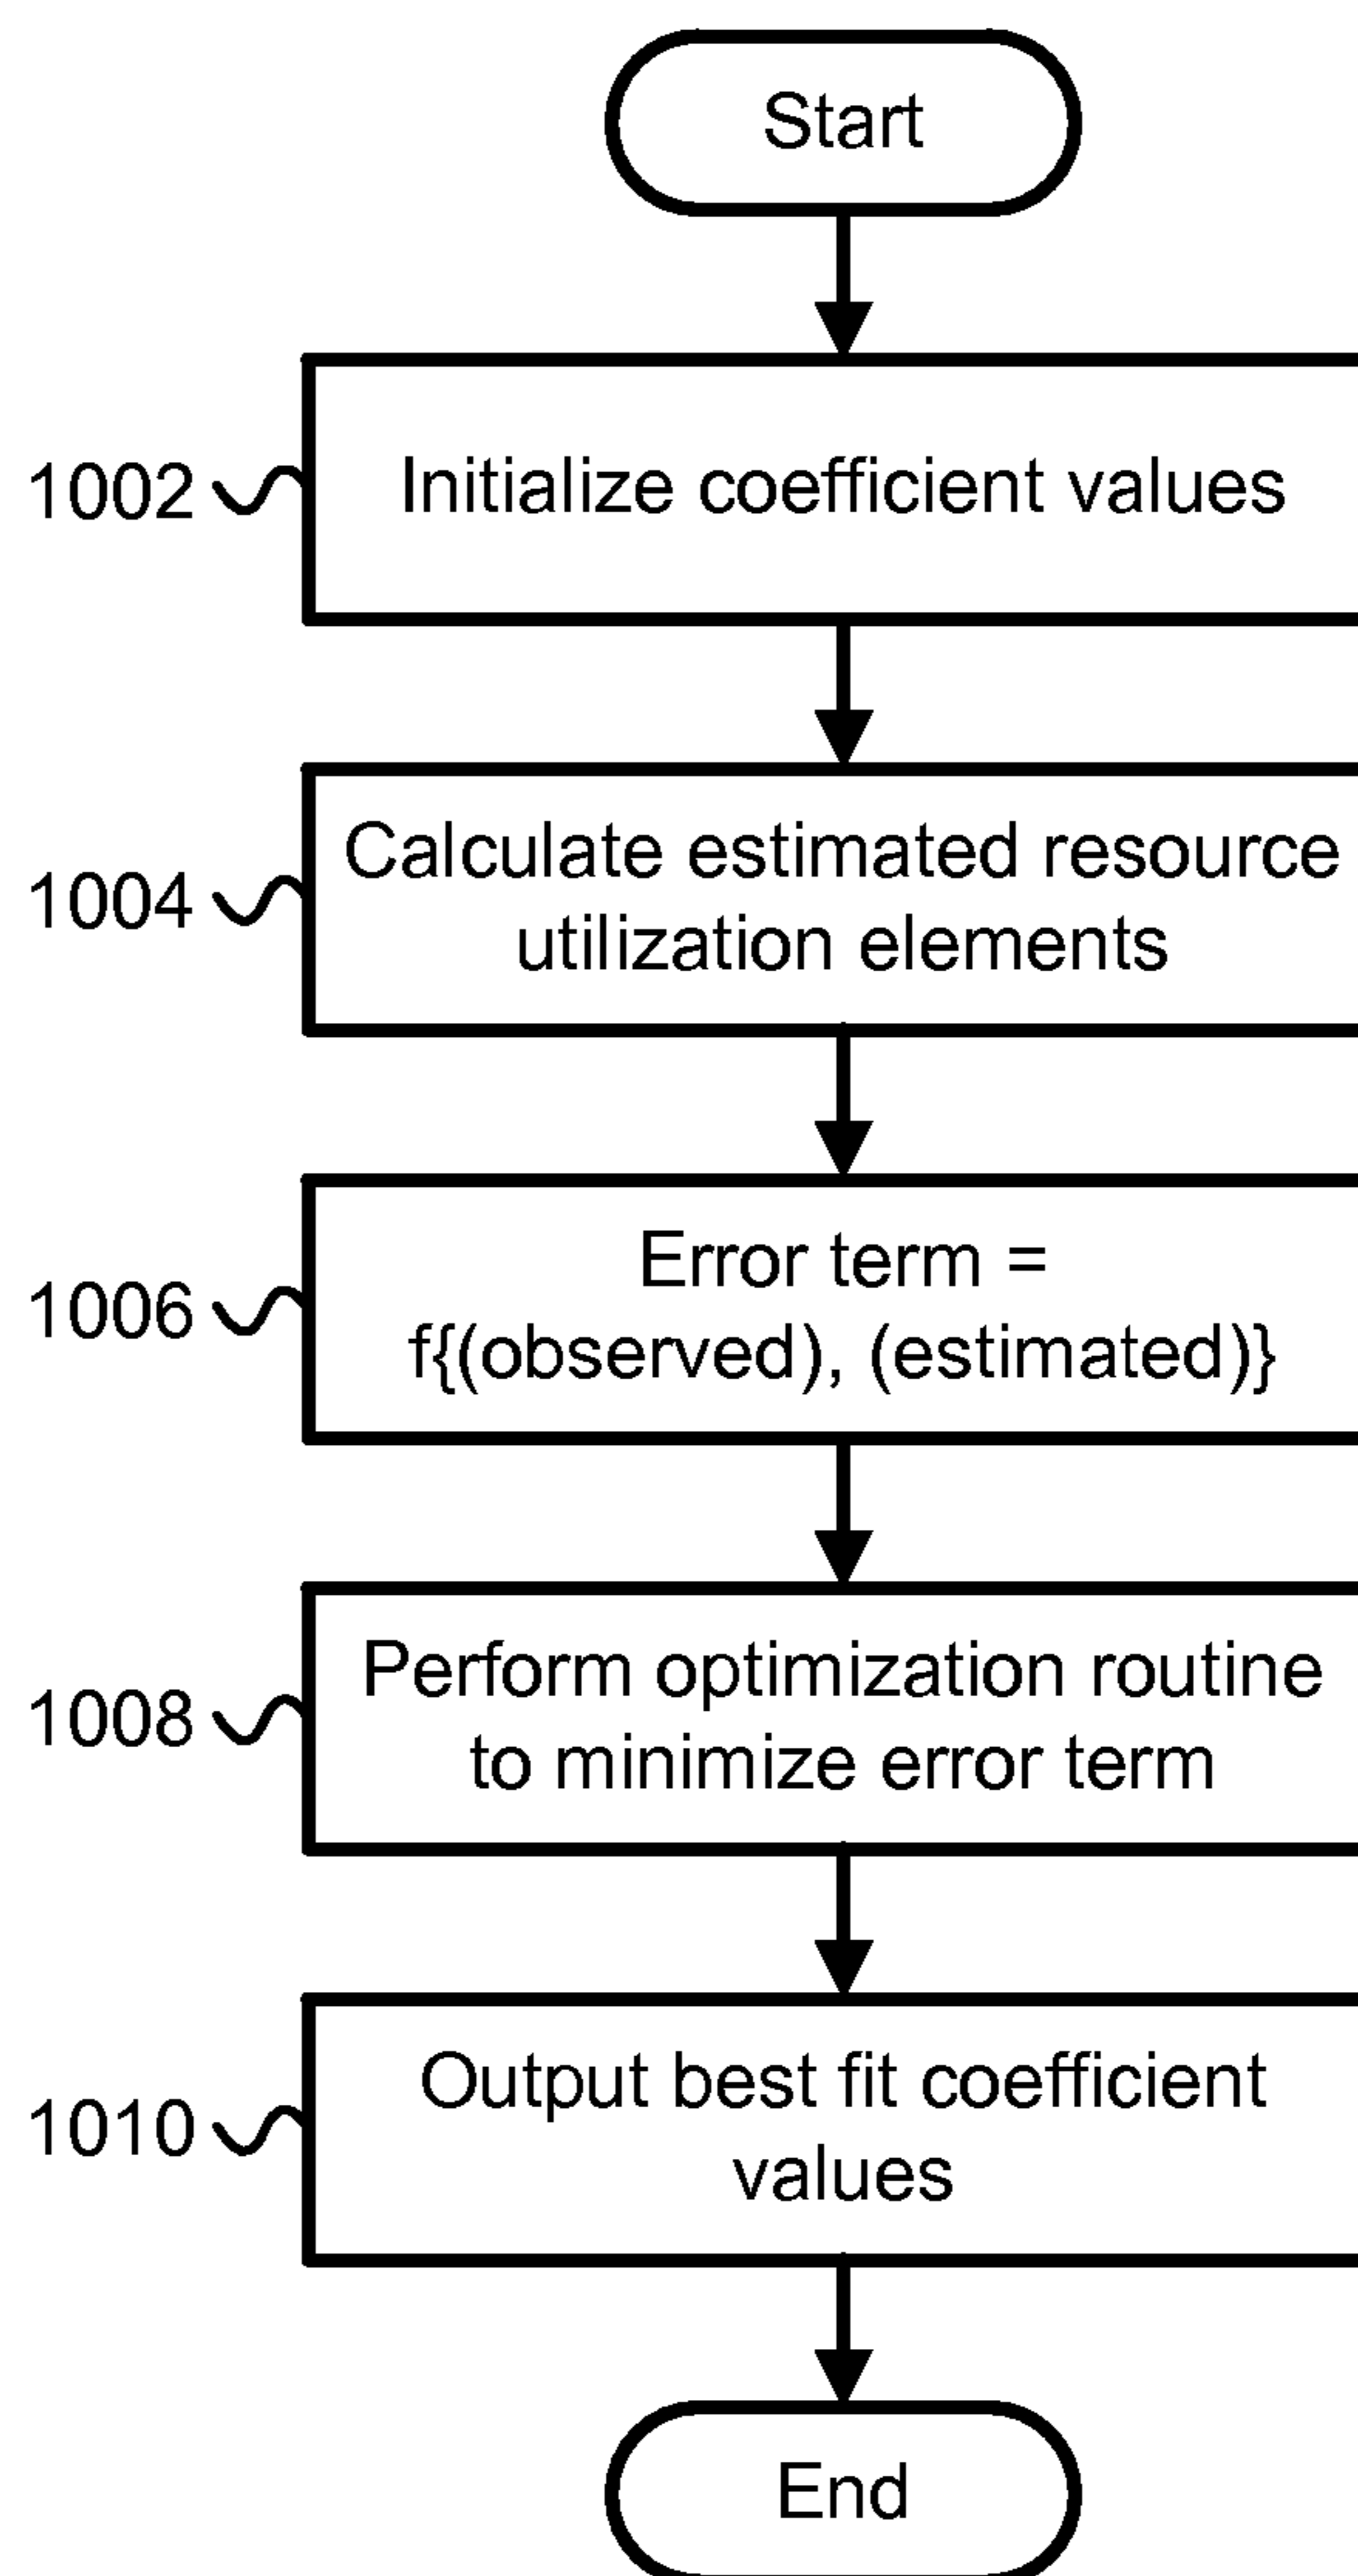 Start
1002
Initialize coefficient values
1004
Calculate estimated resource
utilization elements
1006
Error term =
f{(observed), (estimated)}
1008
Perform optimization routine
to minimize error term
1010
Output best fit coefficient
values
End